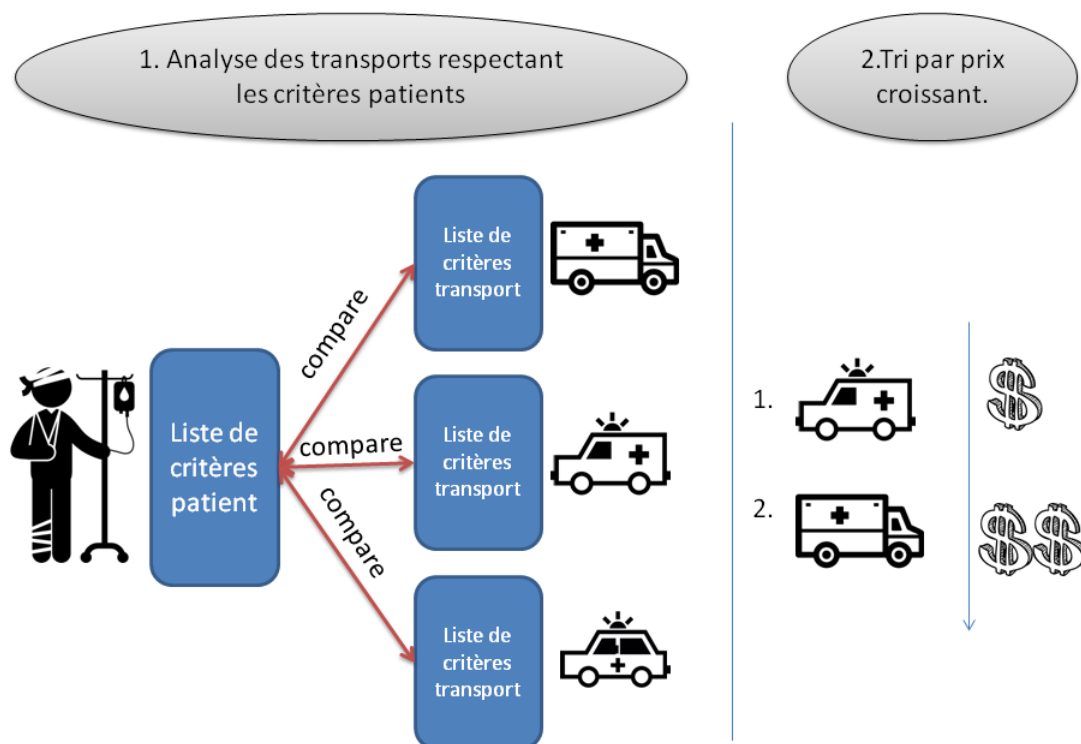 1. Analyse des transports respectant
les critères patients
2.Tri par prix
croissant.
Liste de
critères
transport
compare
Liste de
critères
patient
compare
Liste de
critères
transport
compare
Liste de
critères
transport
1.
$
2.
$$